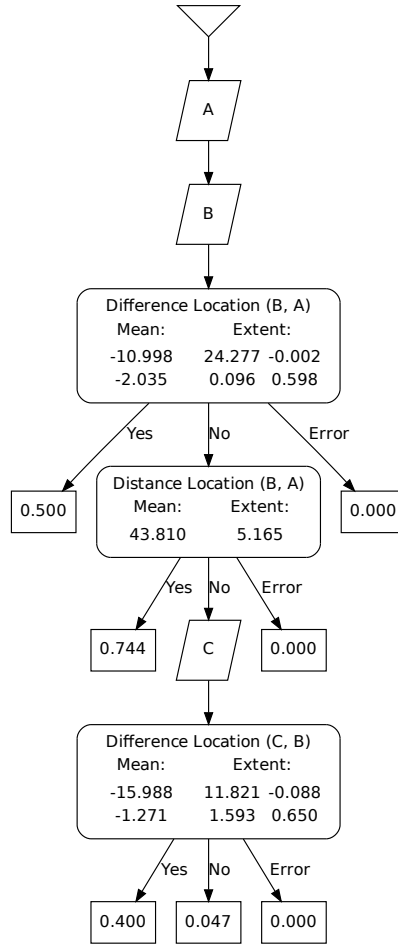 A
B
Difference Location (B, A)
Mean: Extent:
-10.998 24.277 -0.002
-2.035 0.096 0.598
Yes No Error
0.500
Distance Location (B, A)
Mean: Extent:
43.810 5.165
0.000
Yes No Error
0.744
C
0.000
Difference Location (C, B)
Mean: Extent:
-15.988 11.821 -0.088
-1.271 1.593 0.650
Yes No Error
0.400 0.047 0.000